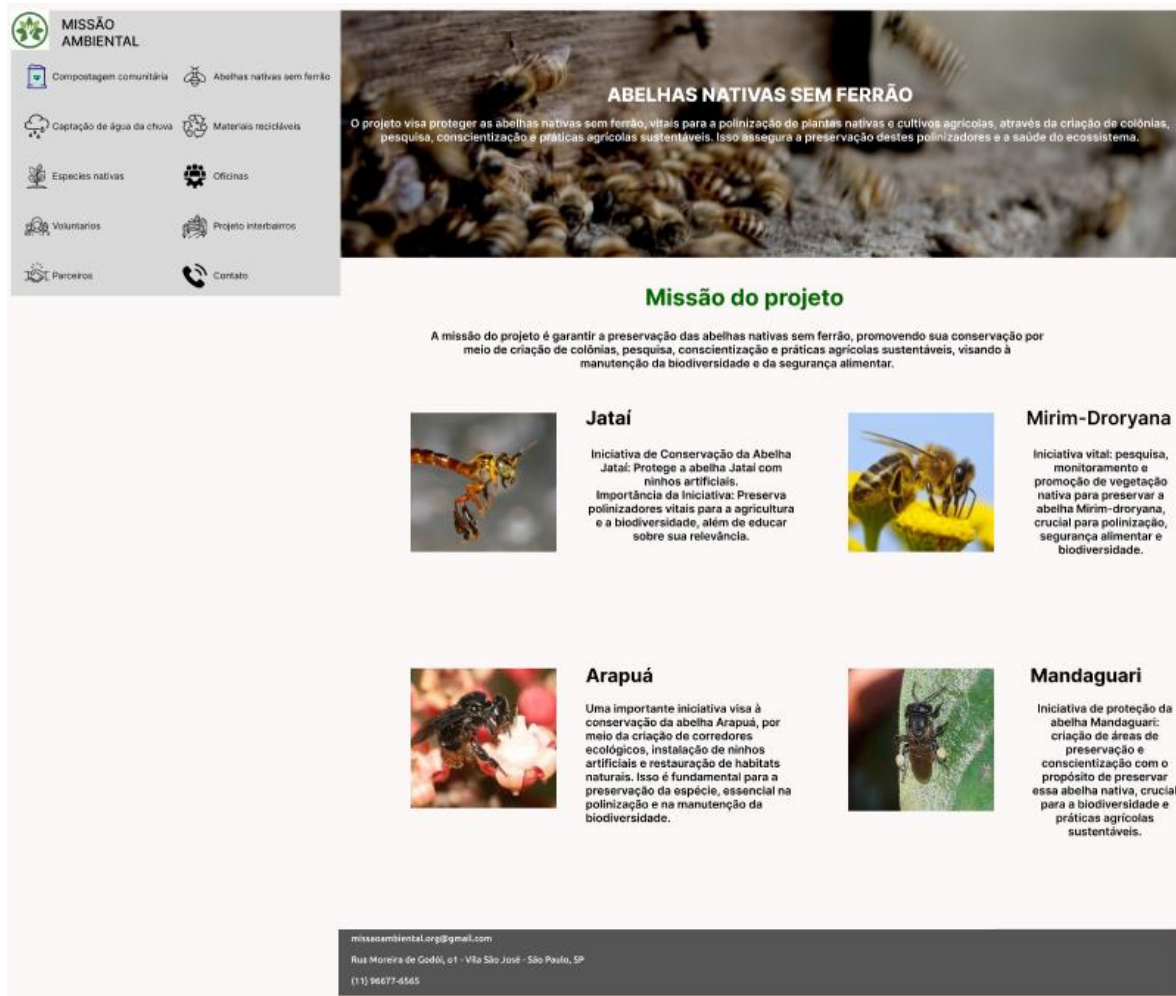 MISSÃO
AMBIENTAL
Compostagem comunitária
Abelhas nativas sem ferrão
Captação de água da chuva
Materiais recicláveis
Especies nativas
Oficinas
Voluntarios
Projeto interbairros
Parceiros
Contato
ABELHAS NATIVAS SEM FERRÃO
O projeto visa proteger as abelhas nativas sem ferrão, vitais para a polinização de plantas nativas e cultivos agrícolas, através da criação de colônias,
pesquisa, conscientização e práticas agrícolas sustentáveis. Isso assegura a preservação destes polinizadores e a saúde do ecossistema.
Missão do projeto
A missão do projeto é garantir a preservação das abelhas nativas sem ferrão, promovendo sua conservação por
meio de criação de colônias, pesquisa, conscientização e práticas agrícolas sustentáveis, visando à
manutenção da biodiversidade e da segurança alimentar.
Jataí
Iniciativa de Conservação da Abelha
Jataí: Protege a abelha Jataí com
ninhos artificiais.
Importância da Iniciativa: Preserva
polinizadores vitais para a agricultura
e a biodiversidade, além de educar
sobre sua relevância.
Mirim-Droryana
Iniciativa vital: pesquisa,
monitoramento e
promoção de vegetação
nativa para preservar a
abelha Mirim-droryana,
crucial para polinização,
segurança alimentar e
biodiversidade.
Arapuá
Uma importante iniciativa visa à
conservação da abelha Arapuá, por
meio da criação de corredores
ecológicos, instalação de ninhos
artificiais e restauração de habitats
naturais. Isso é fundamental para a
preservação da espécie, essencial na
polinização e na manutenção da
biodiversidade.
Mandaguari
Iniciativa de proteção da
abelha Mandaguari:
criação de áreas de
preservação e
conscientização com o
propósito de preservar
essa abelha nativa, crucial
para a biodiversidade e
práticas agrícolas
sustentáveis.
missaoambiental.org@gmail.com
Rua Moreira de Godói, 01 - Vila São José - São Paulo, SP
(11) 96677-6565